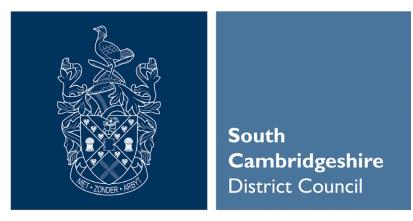 NIET · ZONDER · ARBYT
South
Cambridgeshire
District Council